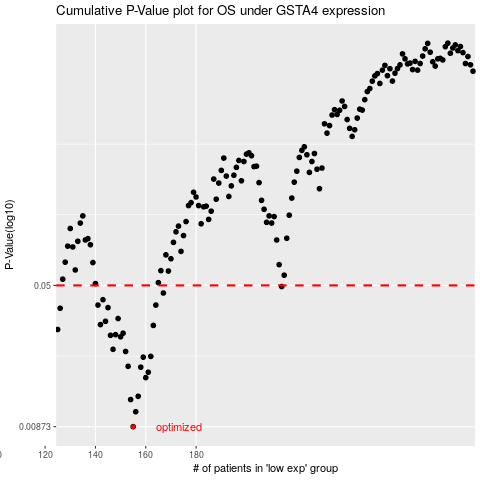 Cumulative P-Value plot for OS under GSTA4 expression
P-Value(log10)
0.05
0.00873
optimized
0 120 140 160 180
# of patients in 'low exp' group